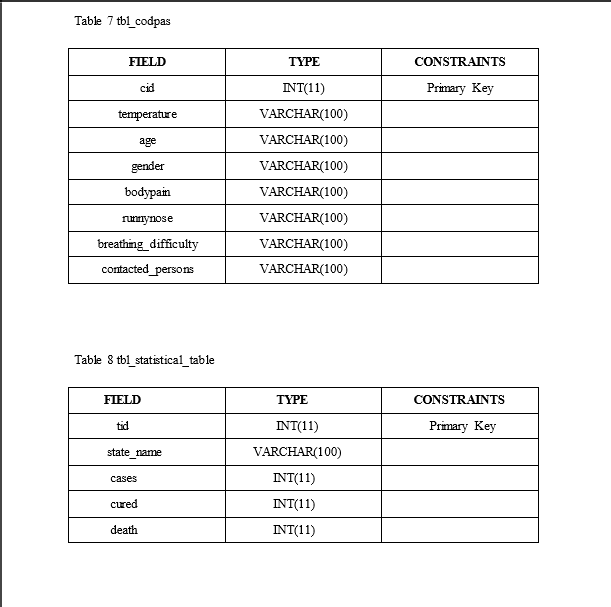 Table 7 tbl_codpas
FIELD TYPE CONSTRAINTS
cid INT(11) Primary Key
temperature VARCHAR(100)
age VARCHAR(100)
gender VARCHAR(100)
bodypain VARCHAR(100)
runnynose VARCHAR(100)
breathing_difficulty VARCHAR(100)
contacted_persons VARCHAR(100)
Table 8 tbl_statistical_table
FIELD TYPE CONSTRAINTS
tid INT(11) Primary Key
state_name VARCHAR(100)
cases INT(11)
cured INT(11)
death INT(11)